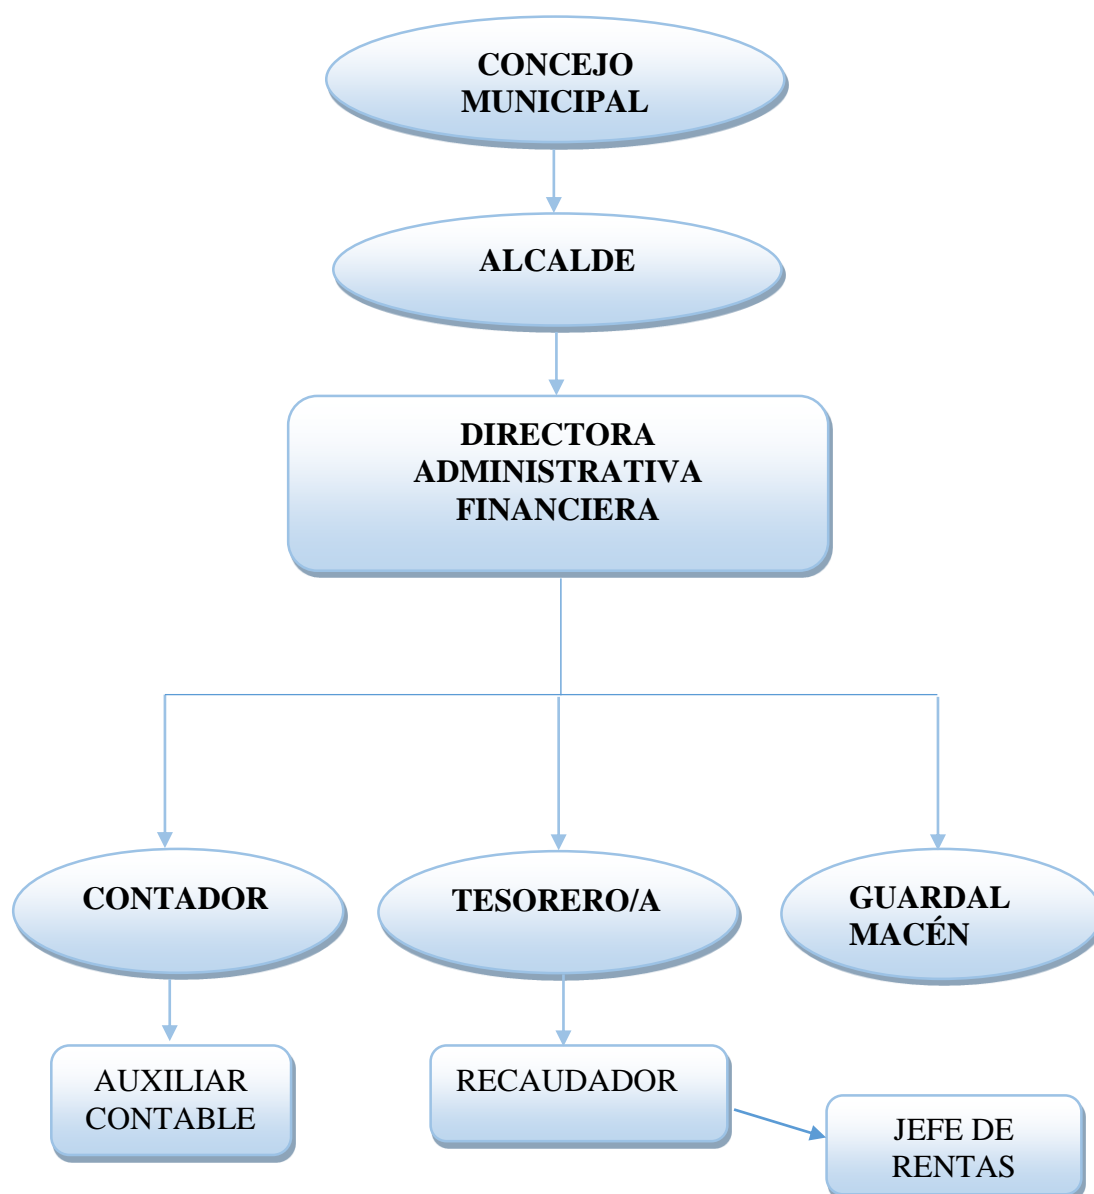 CONCEJO
MUNICIPAL
ALCALDE
DIRECTORA
ADMINISTRATIVA
FINANCIERA
CONTADOR
TESORERO/A
GUARDAL
MACÉN
AUXILIAR
CONTABLE
RECAUDADOR
JEFE DE
RENTAS